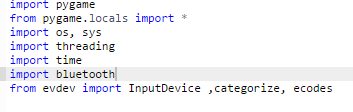 import pygame
from pygame.locals import *
import os, sys
import threading
import time
import bluetooth
from evdev import InputDevice ,categorize, ecodes